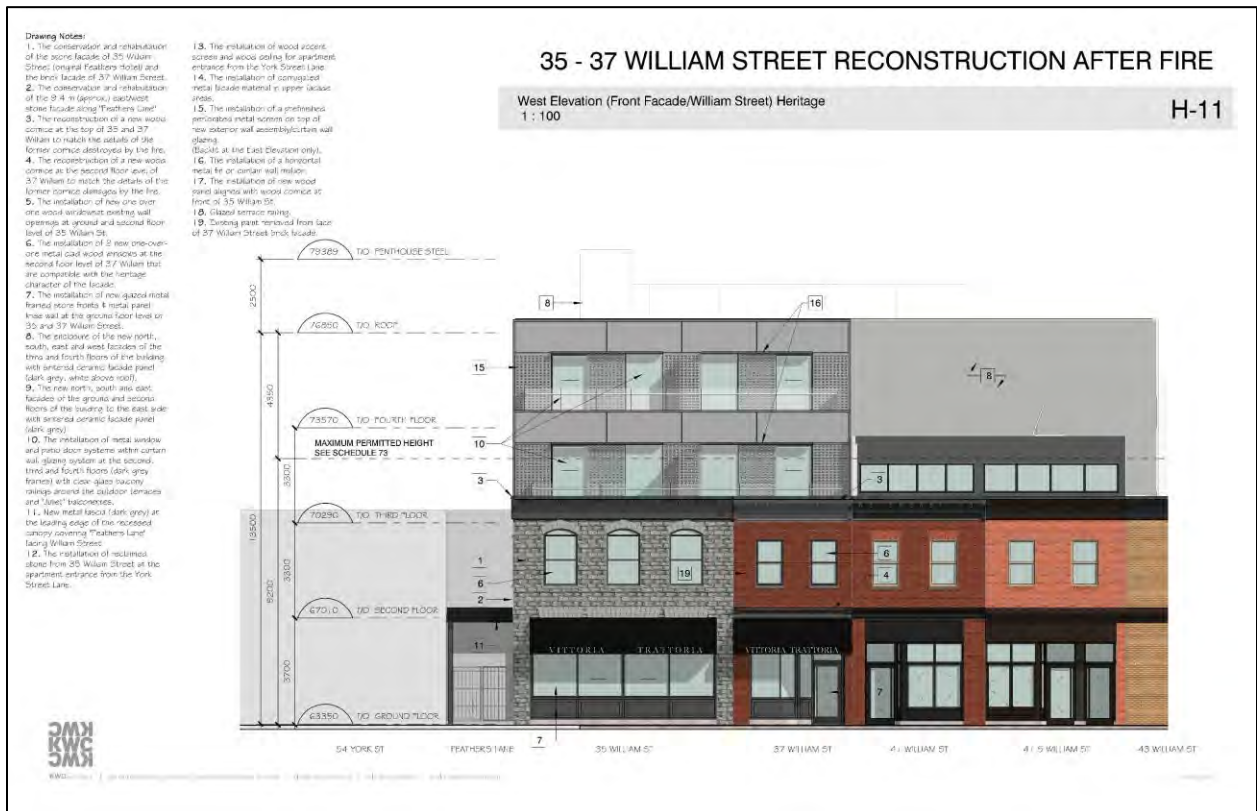 Drawing Notes:
1. The conservation and rehabilitation
of the stone facade of 35 William
Street (original Feathers Hotel) and
the brick facade of 37 William Street.
2. The conservation and rehabilitation
of the 9.4 m (approx.) east/west
stone facade along "Feathers Lane"
3. The reconstruction of a new wood
cornice at the top of 35 and 37
William to match the details of the
former cornice destroyed by the fire.
4. The reconstruction of a new wood
cornice at the second floor level of
37 William to match the details of the
former cornice damages by the fire.
5. The installation of new one over
one wood windows existing wall
openings at ground and second floor
level of 35 William St.
6. The installation of 2 new one-over-
one metal clad wood windows at the
second floor level of 37 William that
are compatible with the heritage
character of the facade.
7. The installation of new glazed metal
framed store fronts & metal panel
knee wall at the ground floor level of
35 and 37 William Street.
8. The enclosure of the new north,
south, east and west facades of the
third and fourth floors of the building
with sintered ceramic facade panel
(dark grey, white above roof).
9. The new north, south and east
facades of the ground and second
floors of the building to the east side
with sintered ceramic facade panel
(dark grey)
10. The installation of metal window
and patio door systems within curtain
wall glazing system at the second,
third and fourth floors (dark grey
frames) with clear glass balcony
railings around the outdoor terraces
and "Juliet" balconettes.
11. New metal fascia (dark grey) at
the leading edge of the recessed
canopy covering "Feathers Lane"
facing William Street
12. The installation of reclaimed
stone from 35 William Street at the
apartment entrance from the York
Street Lane.
13. The installation of wood accent
screen and wood ceiling for apartment
entrance from the York Street Lane
14. The installation of corrugated
metal facade material in upper facade
areas.
15. The installation of a prefinished
perforated metal screen on top of
new exterior wall assembly/curtain wall
glazing.
(Backlit at the East Elevation only).
16. The installation of a horizontal
metal fin or curtain wall mullion.
17. The installation of new wood
panel aligned with wood cornice at
front of 35 William St.
18. Glazed terrace railing.
19. Existing paint removed from face
of 37 William Street brick facade.
35 - 37 WILLIAM STREET RECONSTRUCTION AFTER FIRE
West Elevation (Front Facade/William Street) Heritage
1 : 100
H-11
79389 T/O PENTHOUSE STEEL
2500
8
16
76850 T/O ROOF
15
8
4350
73570 T/O FOURTH FLOOR
MAXIMUM PERMITTED HEIGHT
SEE SCHEDULE 73
10
3
3
3300
70290 T/O THIRD FLOOR
13500
1
6
6
19
4
2
3300
67010 T/O SECOND FLOOR
11
VITTORIA TRATTORIA
VITTORIA TRATTORIA
3700
7
63350 T/O GROUND FLOOR
7
54 YORK ST
FEATHERS LANE
35 WILLIAM ST
37 WILLIAM ST
41 WILLIAM ST
41.5 WILLIAM ST
43 WILLIAM ST
KWC